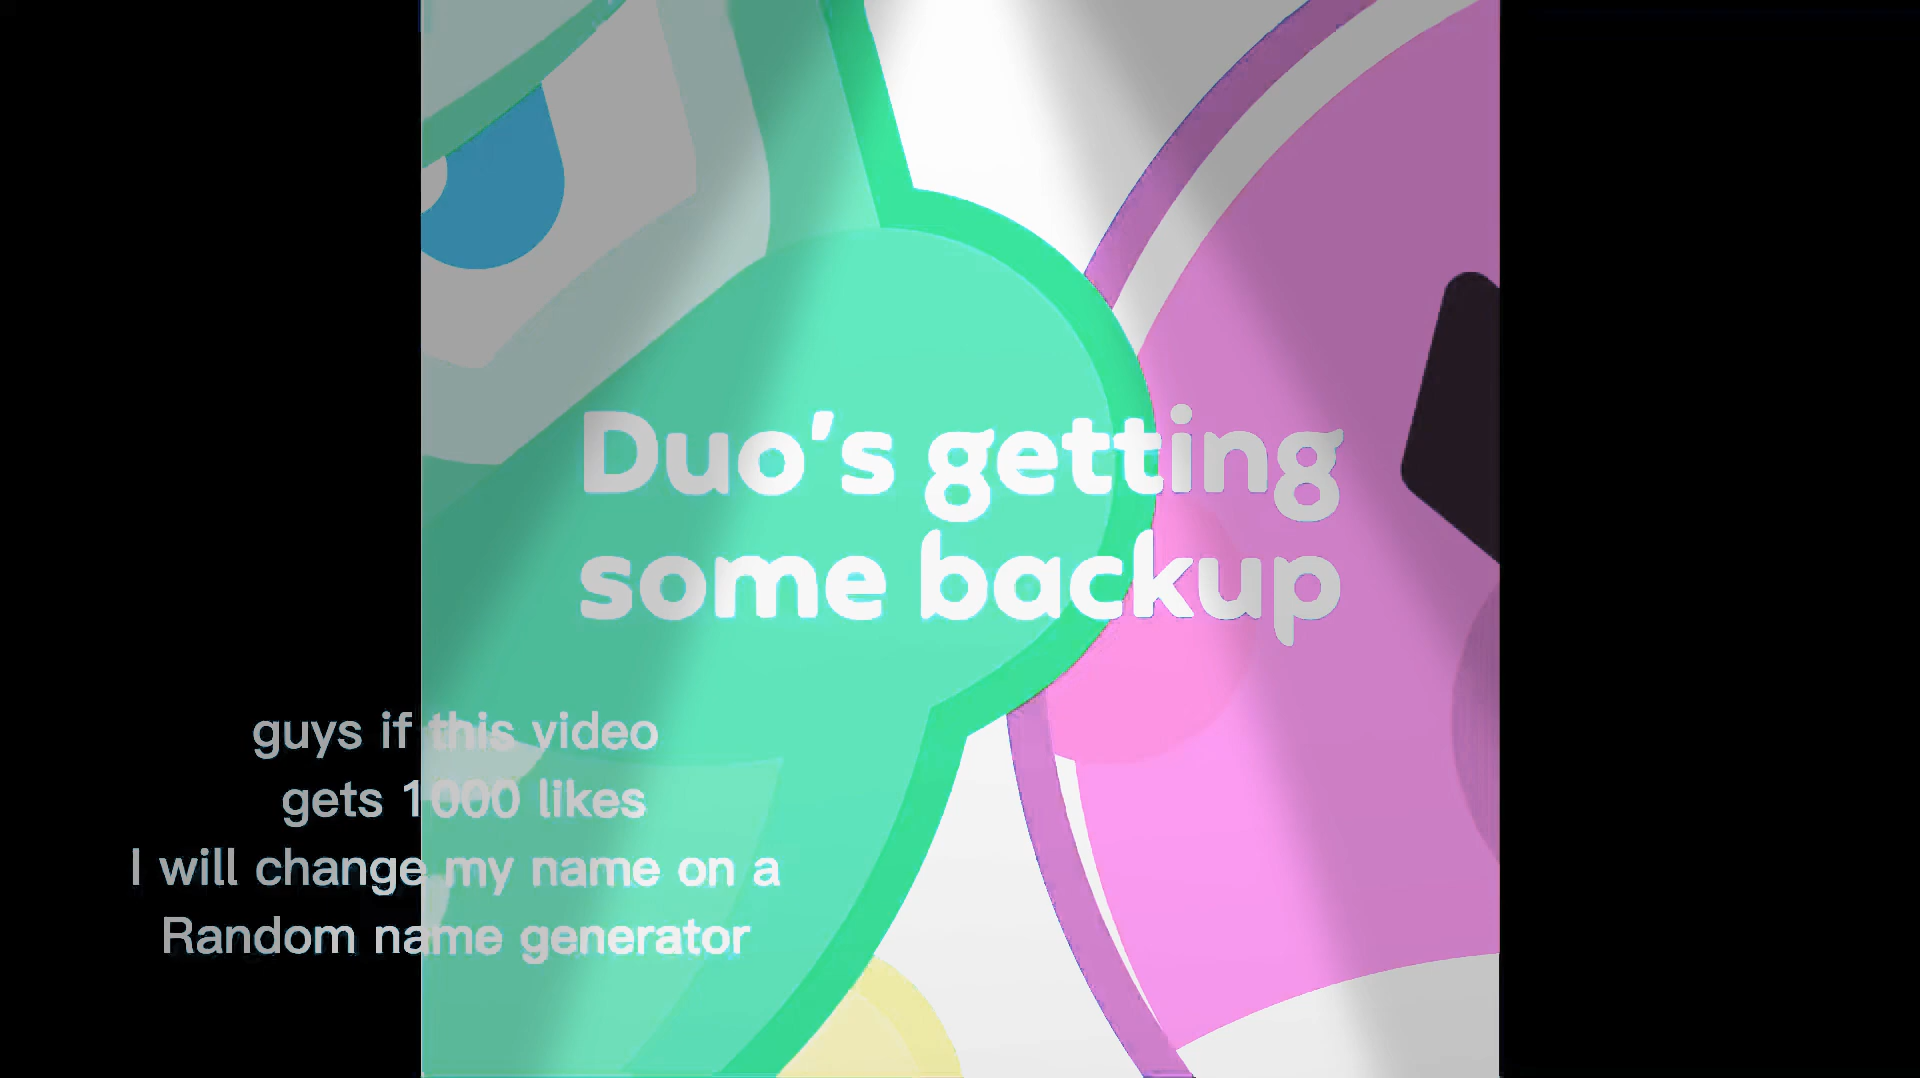 Duo's getting
some backup
guys if this video
gets 1000 likes
I will change my name on a
Random name generator